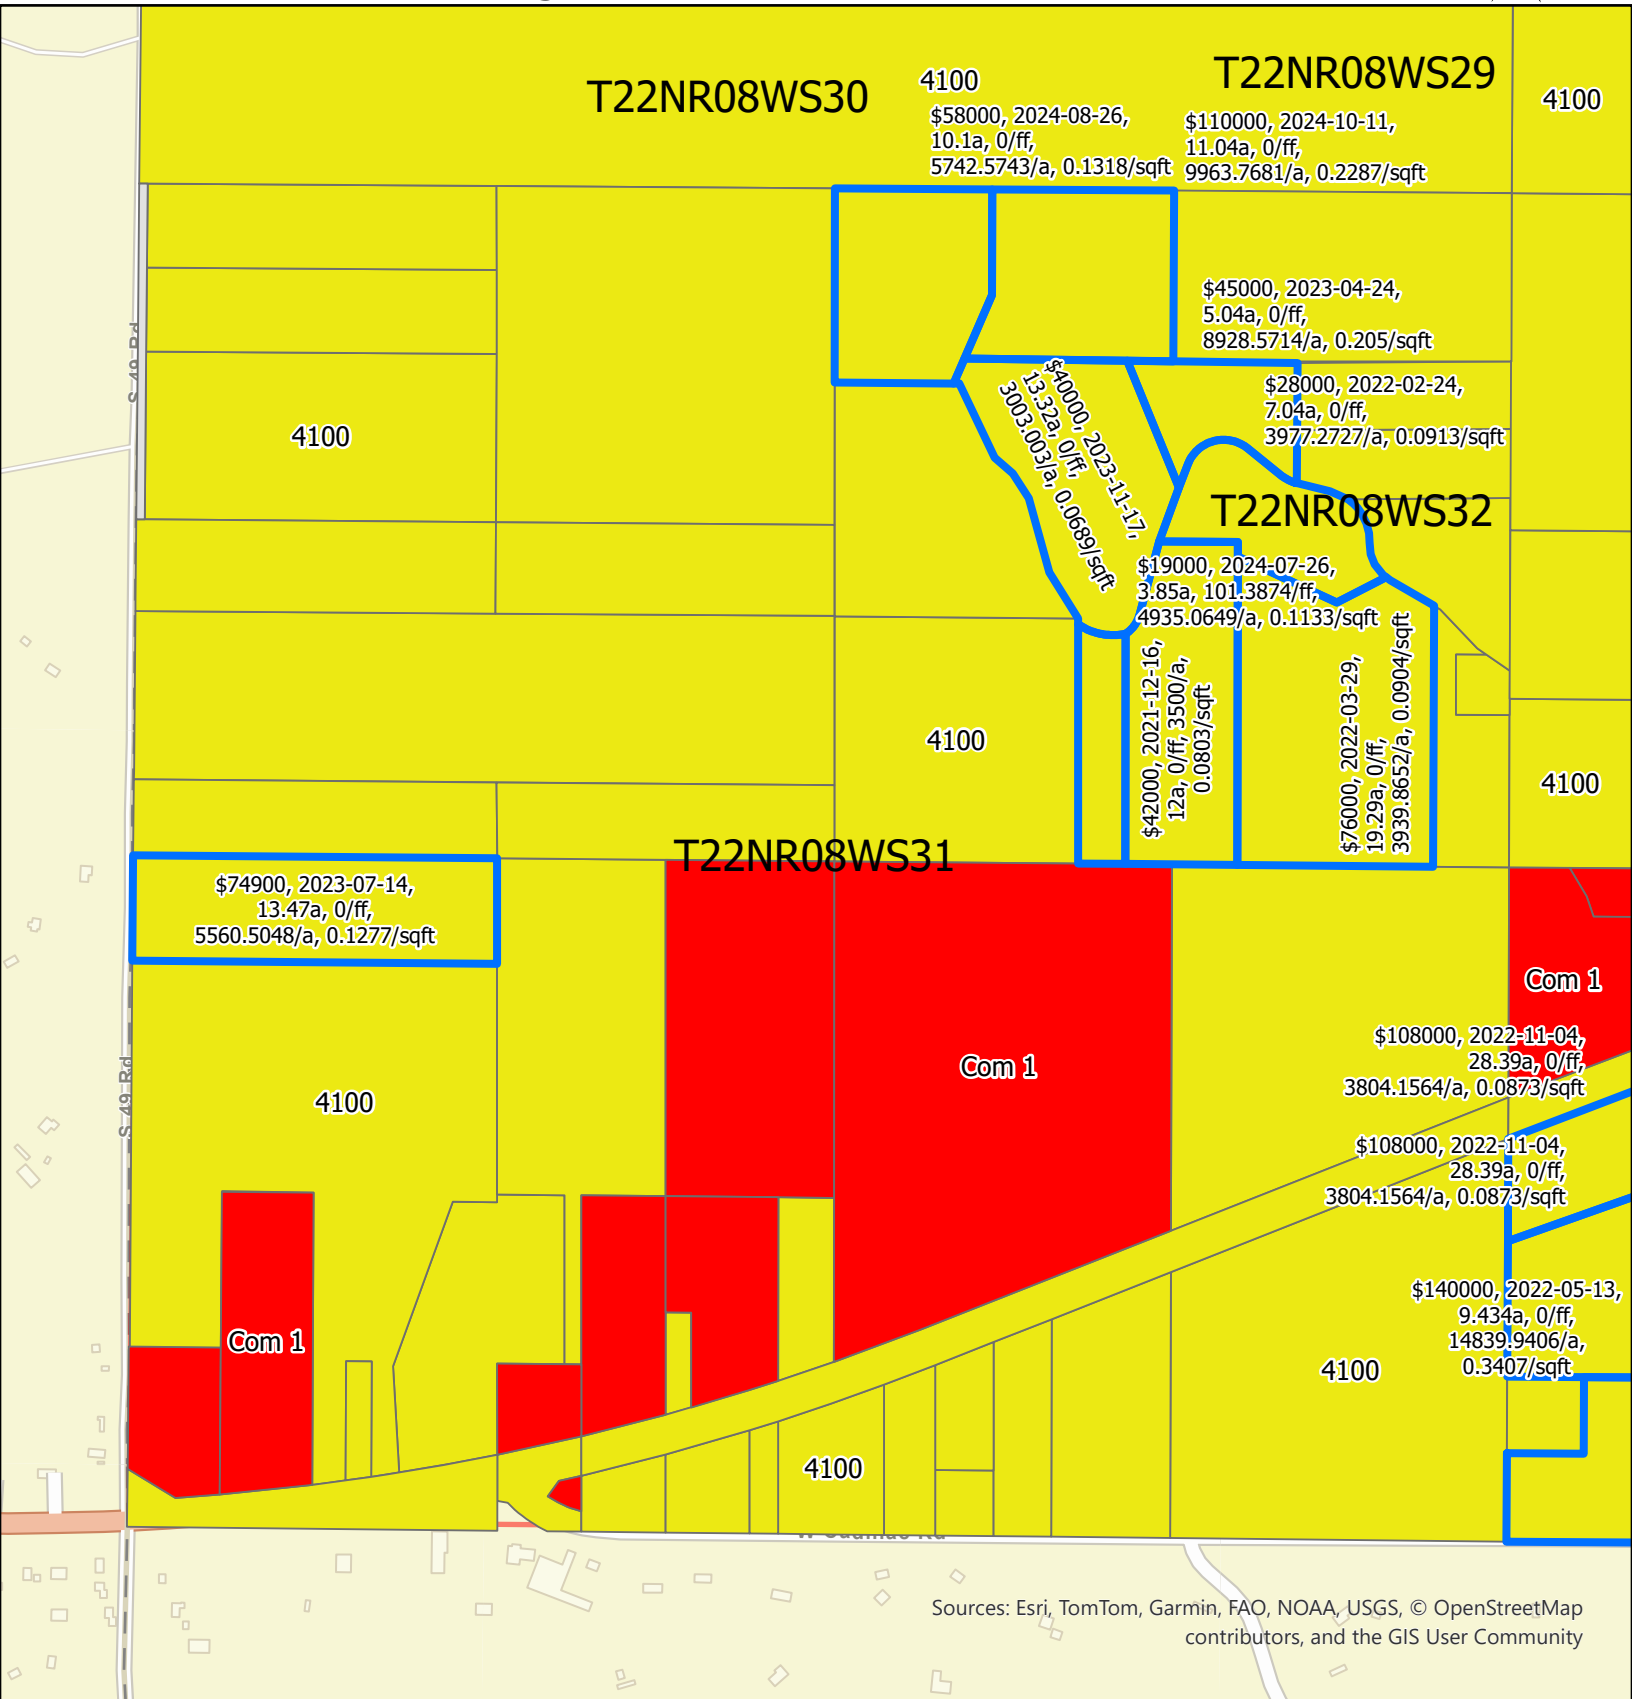 T22NR08WS30
4100
T22NR08WS29
4100
$58000, 2024-08-26,
10.1a, 0/ff,
5742.5743/a, 0.1318/sqft
$110000, 2024-10-11,
11.04a, 0/ff,
9963.7681/a, 0.2287/sqft
$45000, 2023-04-24,
5.04a, 0/ff,
8928.5714/a, 0.205/sqft
S 49 Rd
$40000, 2023-11-17,
13.32a, 0/ff,
3003.003/a, 0.0689/sqft
$28000, 2022-02-24,
7.04a, 0/ff,
3977.2727/a, 0.0913/sqft
4100
T22NR08WS32
$19000, 2024-07-26,
3.85a, 101.3874/ff,
4935.0649/a, 0.1133/sqft
$42000, 2021-12-16,
12a, 0/ff, 3500/a,
0.0803/sqft
$76000, 2022-03-29,
19.29a, 0/ff,
3939.8652/a, 0.0904/sqft
4100
4100
T22NR08WS31
$74900, 2023-07-14,
13.47a, 0/ff,
5560.5048/a, 0.1277/sqft
Com 1
$108000, 2022-11-04,
28.39a, 0/ff,
3804.1564/a, 0.0873/sqft
Com 1
S 49 Rd
4100
$108000, 2022-11-04,
28.39a, 0/ff,
3804.1564/a, 0.0873/sqft
$140000, 2022-05-13,
9.434a, 0/ff,
14839.9406/a,
0.3407/sqft
Com 1
4100
4100
Sources: Esri, TomTom, Garmin, FAO, NOAA, USGS, © OpenStreetMap
contributors, and the GIS User Community